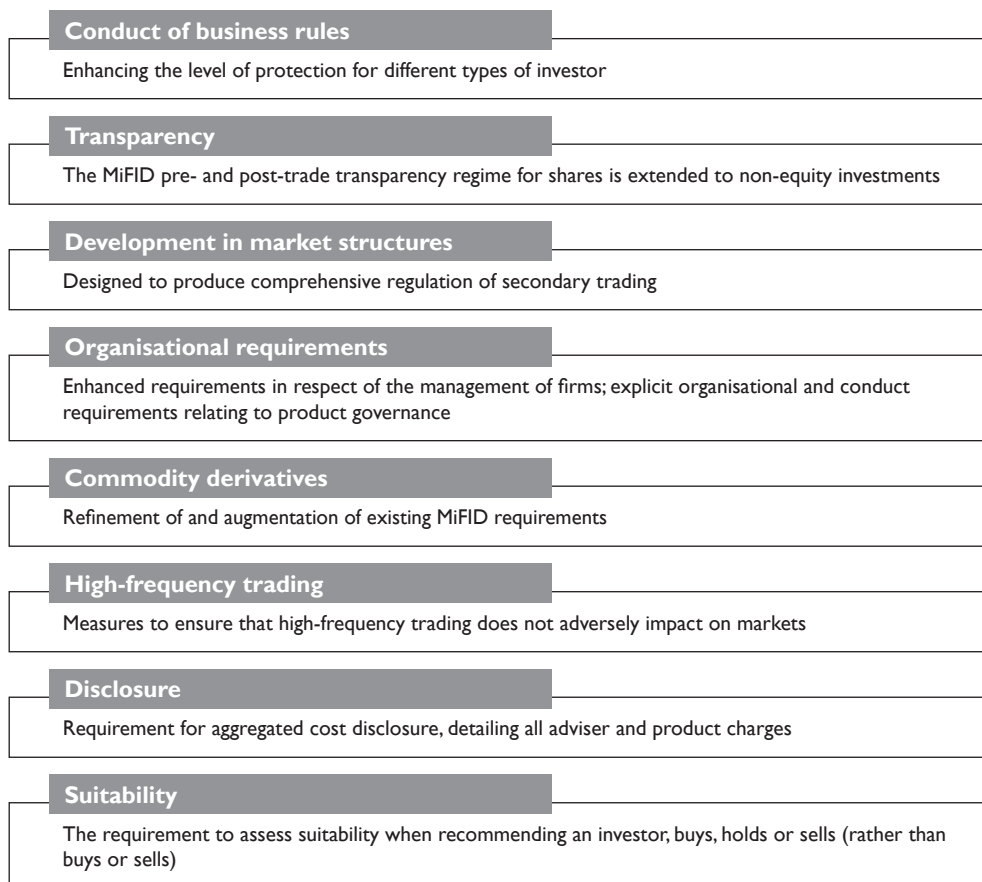 Conduct of business rules
Enhancing the level of protection for different types of investor
Transparency
The MiFID pre- and post-trade transparency regime for shares is extended to non-equity investments
Development in market structures
Designed to produce comprehensive regulation of secondary trading
Organisational requirements
Enhanced requirements in respect of the management of firms; explicit organisational and conduct
requirements relating to product governance
Commodity derivatives
Refinement of and augmentation of existing MiFID requirements
High-frequency trading
Measures to ensure that high-frequency trading does not adversely impact on markets
Disclosure
Requirement for aggregated cost disclosure, detailing all adviser and product charges
Suitability
The requirement to assess suitability when recommending an investor, buys, holds or sells (rather than
buys or sells)